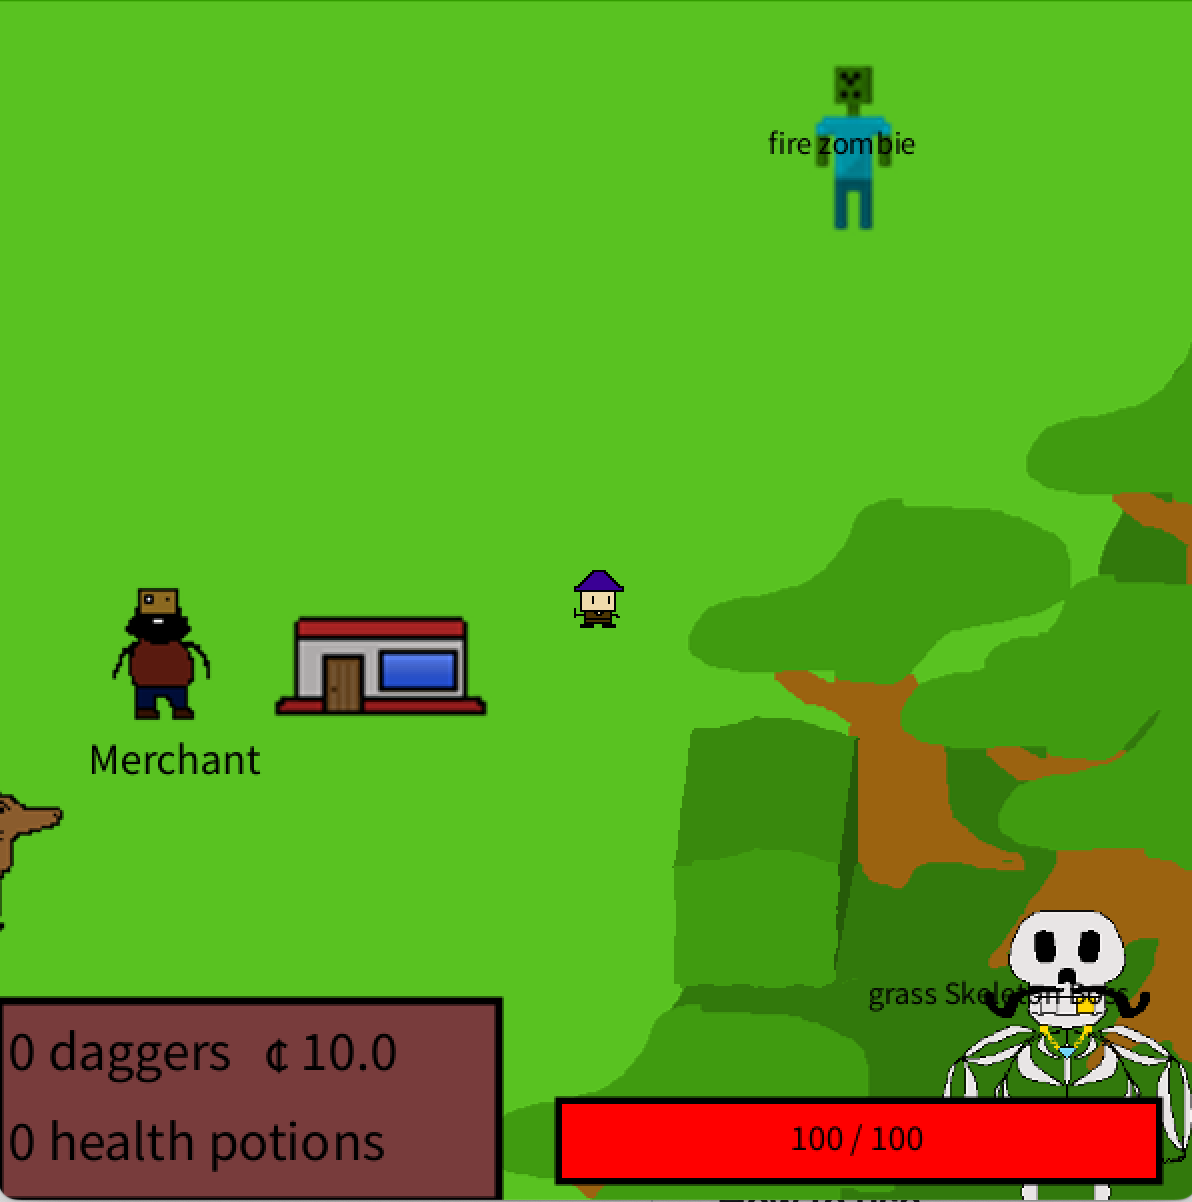 fire zombie
Merchant
grass Skeleton Boss
0 daggers ¢ 10.0
0 health potions
100 / 100